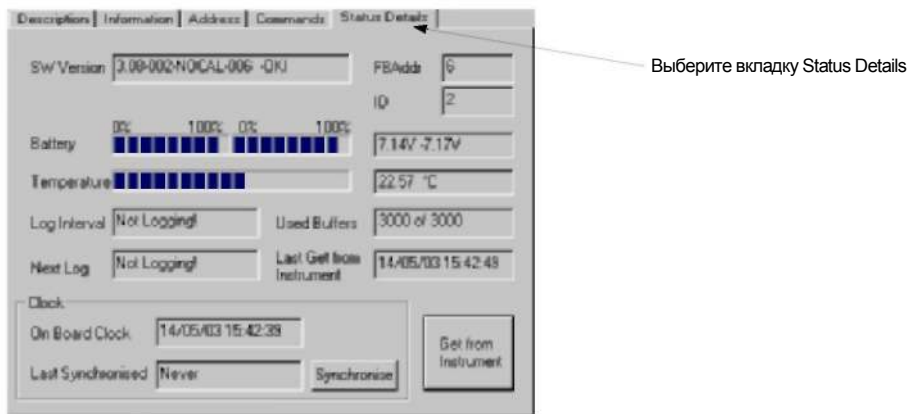 Description Information Address Commands Status Details
Выберите вкладку Status Details
SW Version 3.08-002-NOICAL-006 -OKI FBAddr 6
ID 2
0% 100% 0% 100%
Battery 7.14V -7.17V
Temperature 22.57 °C
Log Interval Not Logging! Used Buffers 3000 of 3000
Next Log Not Logging! Last Get from Instrument 14/05/03 15:42:49
Clock
On Board Clock 14/05/03 15:42:39
Last Synchronised Never Synchronise
Get from
Instrument